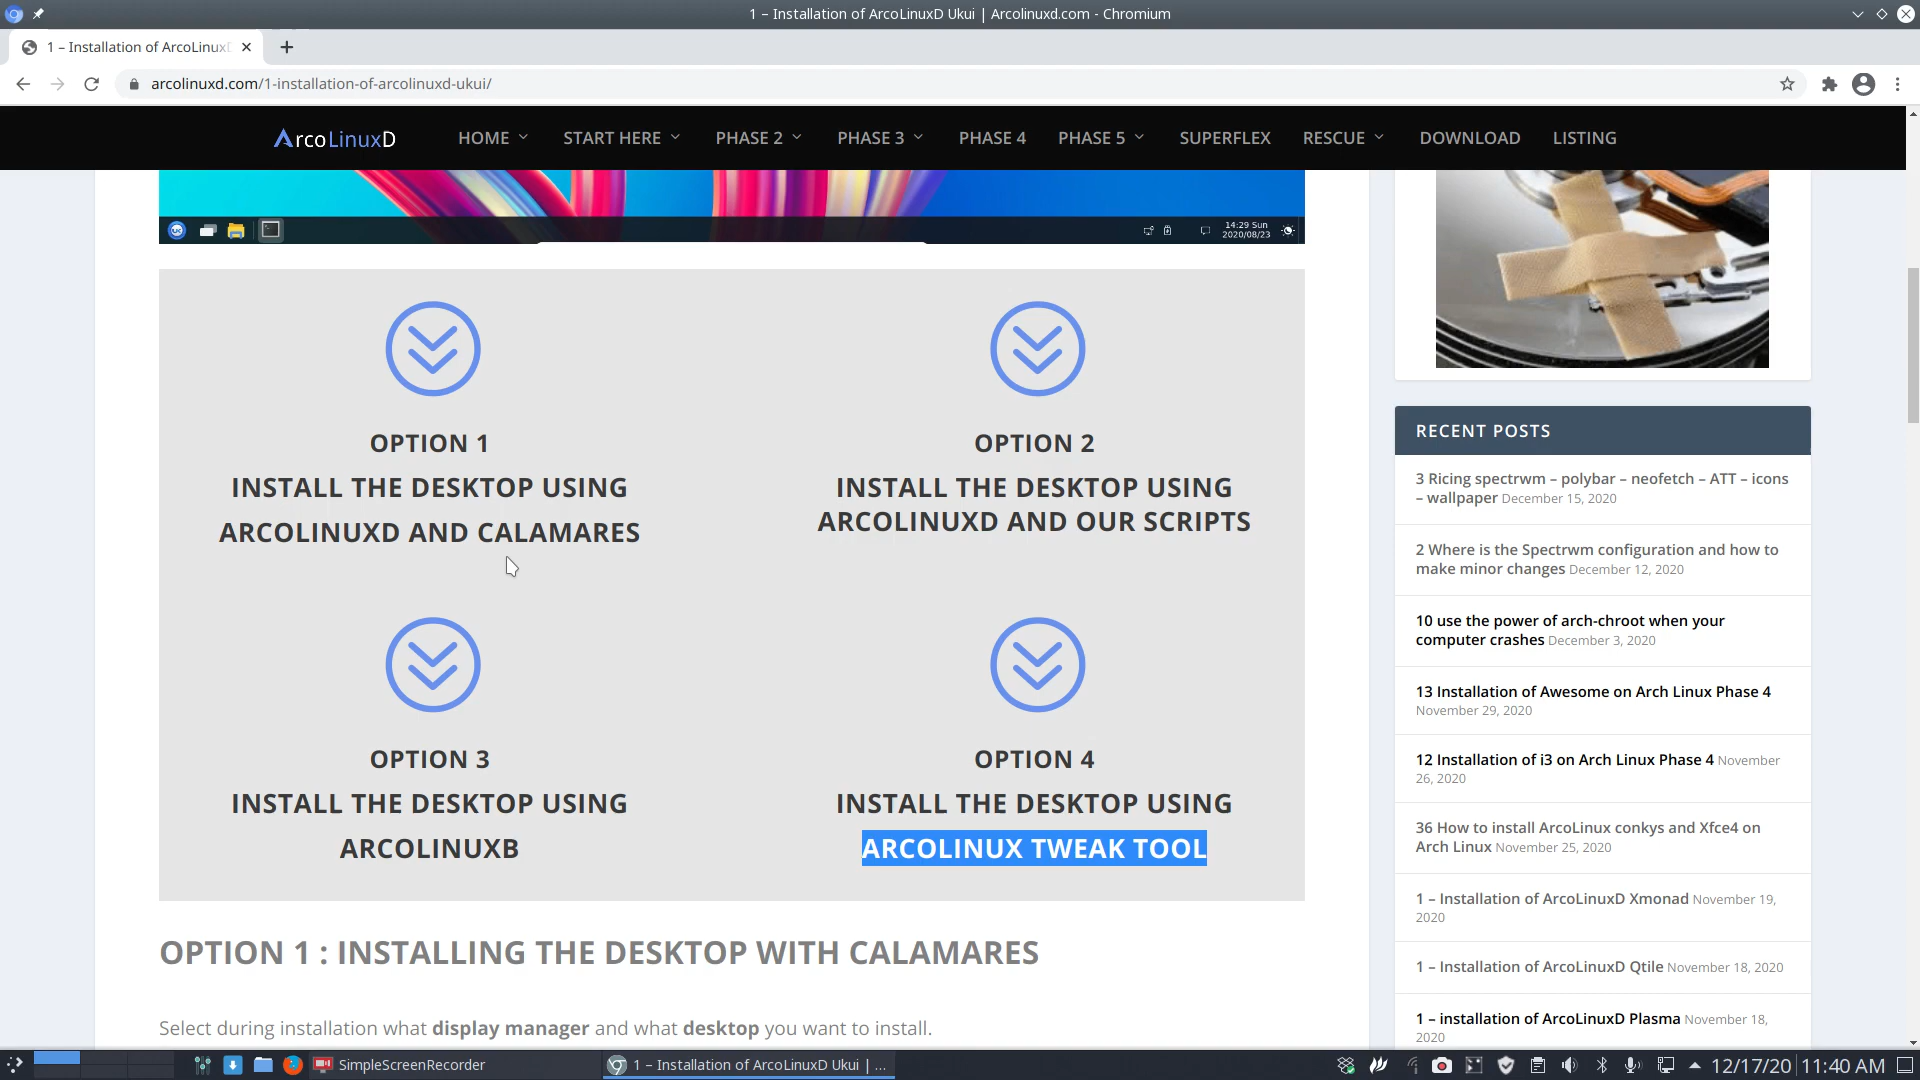 1 – Installation of ArcoLinuxD Ukui | Arcolinuxd.com - Chromium
1 – Installation of ArcoLinuxD
arcolinuxd.com/1-installation-of-arcolinuxd-ukui/
ArcoLinuxD
HOME
START HERE
PHASE 2
PHASE 3
PHASE 4
PHASE 5
SUPERFLEX
RESCUE
DOWNLOAD
LISTING
14:29 Sun
2020/08/23
OPTION 1
INSTALL THE DESKTOP USING
ARCOLINUXD AND CALAMARES
OPTION 2
INSTALL THE DESKTOP USING
ARCOLINUXD AND OUR SCRIPTS
OPTION 3
INSTALL THE DESKTOP USING
ARCOLINUXB
OPTION 4
INSTALL THE DESKTOP USING
ARCOLINUX TWEAK TOOL
OPTION 1 : INSTALLING THE DESKTOP WITH CALAMARES
Select during installation what display manager and what desktop you want to install.
RECENT POSTS
3 Ricing spectrwm – polybar – neofetch – ATT – icons
– wallpaper December 15, 2020
2 Where is the Spectrwm configuration and how to
make minor changes December 12, 2020
10 use the power of arch-chroot when your
computer crashes December 3, 2020
13 Installation of Awesome on Arch Linux Phase 4
November 29, 2020
12 Installation of i3 on Arch Linux Phase 4 November
26, 2020
36 How to install ArcoLinux conkys and Xfce4 on
Arch Linux November 25, 2020
1 – Installation of ArcoLinuxD Xmonad November 19,
2020
1 – Installation of ArcoLinuxD Qtile November 18, 2020
1 – installation of ArcoLinuxD Plasma November 18,
2020
SimpleScreenRecorder
1 – Installation of ArcoLinuxD Ukui | ...
12/17/20
11:40 AM